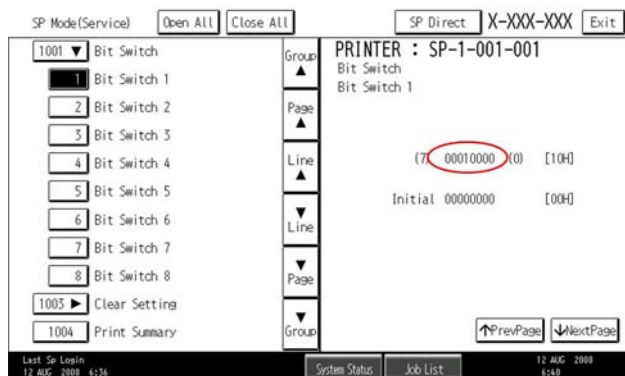 SP Mode(Service) Open All Close All SP Direct X-XXX-XXX Exit
1001 ▼ Bit Switch
1 Bit Switch 1
2 Bit Switch 2
3 Bit Switch 3
4 Bit Switch 4
5 Bit Switch 5
6 Bit Switch 6
7 Bit Switch 7
8 Bit Switch 8
1003 ► Clear Setting
1004 Print Summary
Group
▲
Page
▲
Line
▲
▼
Line
▼
Page
▼
Group
PRINTER : SP-1-001-001
Bit Switch
Bit Switch 1
(7) 00010000 (0) [10H]
Initial 00000000 [00H]
↑PrevPage ↓NextPage
Last Sp Login
12 AUG 2008 6:36
System Status Job List
12 AUG 2008
6:40